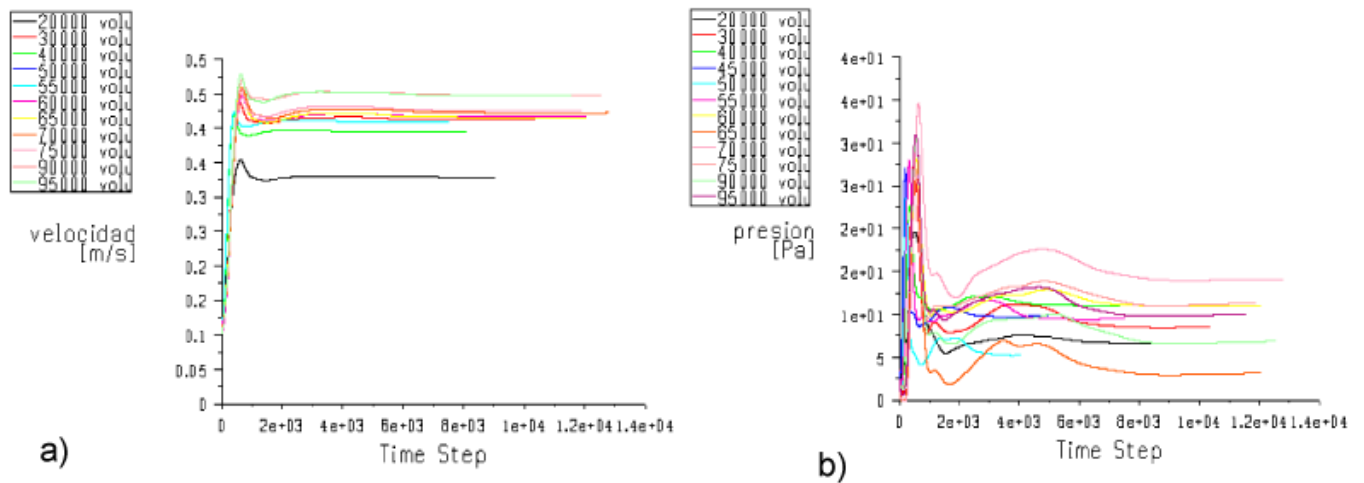 20000 volu
30000 volu
40000 volu
50000 volu
55000 volu
60000 volu
65000 volu
70000 volu
75000 volu
90000 volu
95000 volu
velocidad
[m/s]
0.5
0.5
0.4
0.4
0.3
0.3
0.2
0.2
0.1
0.1
0.05
0
0 2e+03 4e+03 6e+03 8e+03 1e+04 1.2e+04 1.4e+04
Time Step
a)
20000 volu
30000 volu
40000 volu
45000 volu
50000 volu
55000 volu
60000 volu
65000 volu
70000 volu
75000 volu
90000 volu
95000 volu
presion
[Pa]
4e+01
4e+01
3e+01
3e+01
2e+01
2e+01
1e+01
5
0
0 2e+03 4e+03 6e+03 8e+03 1e+04 1.2e+04 1.4e+04
Time Step
b)